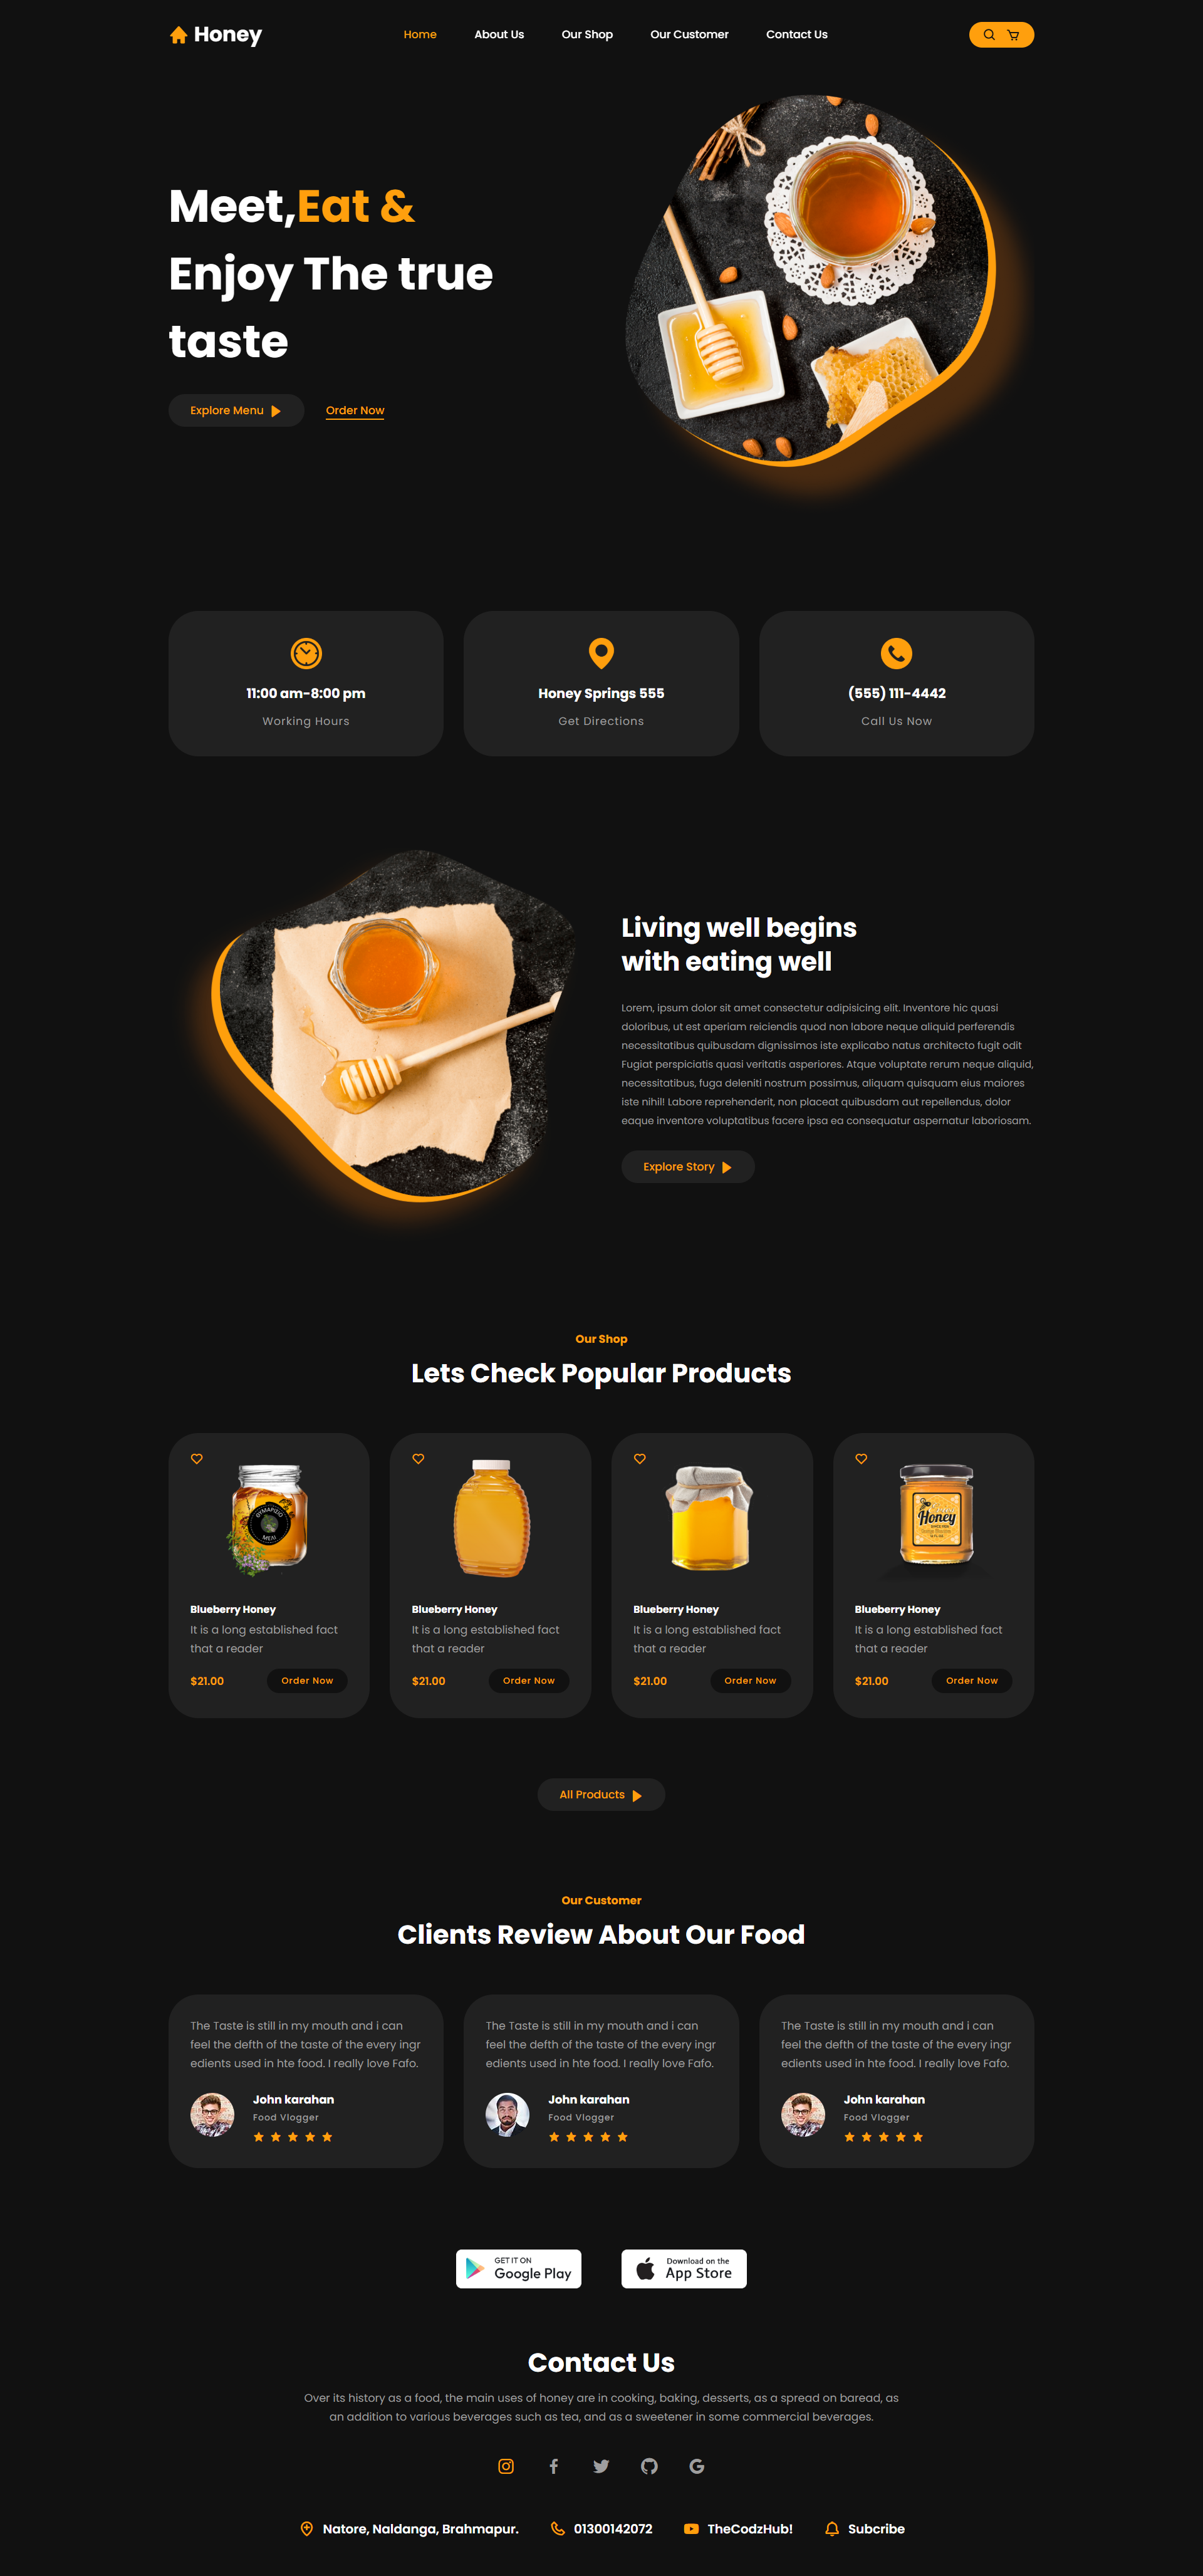 Honey
Home
About Us
Our Shop
Our Customer
Contact Us
Meet,Eat &
Enjoy The true
taste
Explore Menu
Order Now
11:00 am-8:00 pm
Working Hours
Honey Springs 555
Get Directions
(555) 111-4442
Call Us Now
Living well begins
with eating well
Lorem, ipsum dolor sit amet consectetur adipisicing elit. Inventore hic quasi
doloribus, ut est aperiam reiciendis quod non labore neque aliquid perferendis
necessitatibus quibusdam dignissimos iste explicabo natus architecto fugit odit
Fugiat perspiciatis quasi veritatis asperiores. Atque voluptate rerum neque aliquid,
necessitatibus, fuga deleniti nostrum possimus, aliquam quisquam eius maiores
iste nihil! Labore reprehenderit, non placeat quibusdam aut repellendus, dolor
eaque inventore voluptatibus facere ipsa ea consequatur aspernatur laboriosam.
Explore Story
Our Shop
Lets Check Popular Products
ΘΥΜΑΡΙΣΙΟ
ΜΕΛΙ
Blueberry Honey
It is a long established fact
that a reader
$21.00
Order Now
Blueberry Honey
It is a long established fact
that a reader
$21.00
Order Now
Blueberry Honey
It is a long established fact
that a reader
$21.00
Order Now
Honey
Blueberry Honey
It is a long established fact
that a reader
$21.00
Order Now
All Products
Our Customer
Clients Review About Our Food
The Taste is still in my mouth and i can
feel the defth of the taste of the every ingr
edients used in hte food. I really love Fafo.
John karahan
Food Vlogger
The Taste is still in my mouth and i can
feel the defth of the taste of the every ingr
edients used in hte food. I really love Fafo.
John karahan
Food Vlogger
The Taste is still in my mouth and i can
feel the defth of the taste of the every ingr
edients used in hte food. I really love Fafo.
John karahan
Food Vlogger
GET IT ON
Google Play
Download on the
App Store
Contact Us
Over its history as a food, the main uses of honey are in cooking, baking, desserts, as a spread on baread, as
an addition to various beverages such as tea, and as a sweetener in some commercial beverages.
Natore, Naldanga, Brahmapur.
01300142072
TheCodzHub!
Subcribe